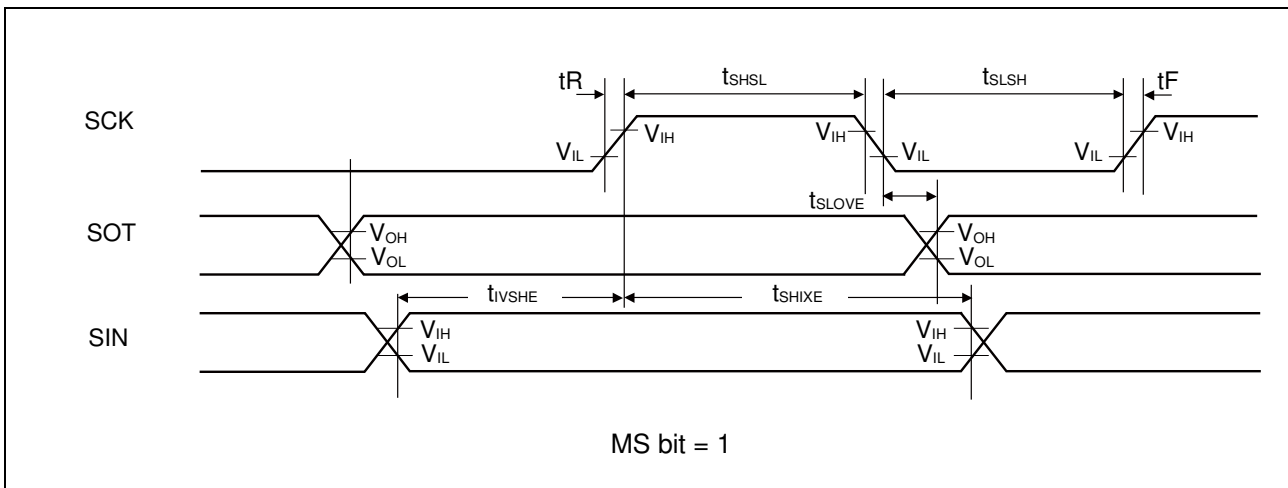 tR tSHSL tSLSH tF
SCK VIH VIH VIH
VIL VIL VIL
tSLOVE
SOT VOH VOH
VOL VOL
tIVSHE tSHIXE
SIN VIH VIH
VIL VIL
MS bit = 1